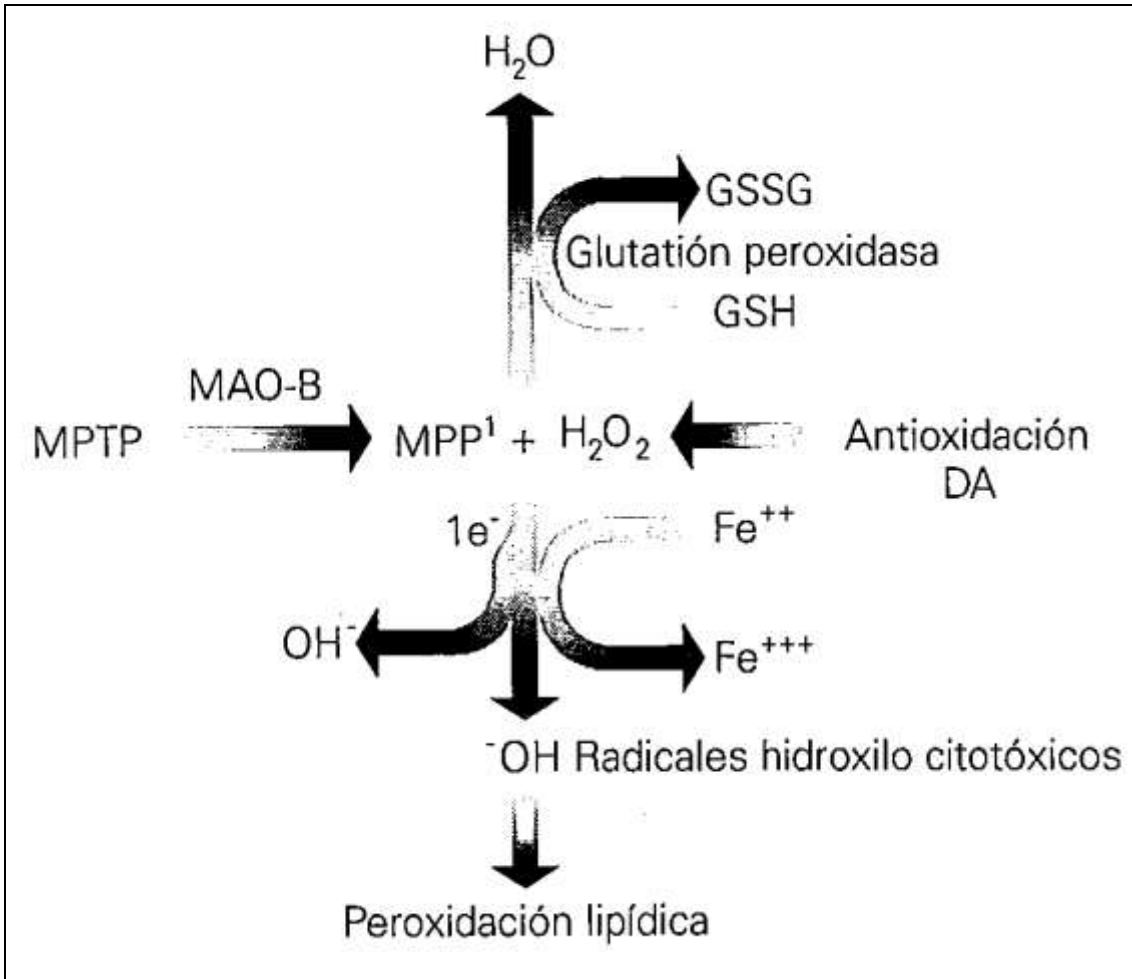 H₂O
GSSG
Glutatión peroxidasa
GSH
MAO-B
MPTP
MPP¹ + H₂O₂
Antioxidación
DA
1e⁻
Fe⁺⁺
OH⁻
Fe⁺⁺⁺
⁻OH Radicales hidroxilo citotóxicos
Peroxidación lipídica